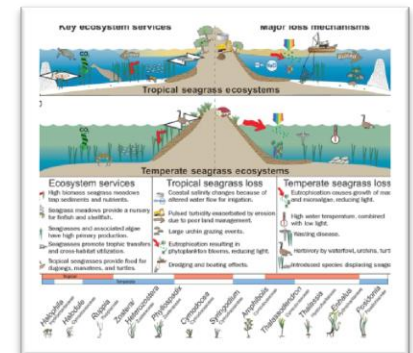 Key ecosystem services
Major loss mechanisms
Tropical seagrass ecosystems
Temperate seagrass ecosystems
Ecosystem services
High biomass seagrass meadows
trap sediments and nutrients.
Seagrass meadows provide a nursery
for finfish and shellfish.
Seagrasses and associated algae
have high primary production.
Seagrasses promote trophic transfers
and cross-habitat utilization.
Tropical seagrasses provide food for
dugongs, manatees, and turtles.
Tropical seagrass loss
Coastal salinity changes because of
altered water flow for irrigation.
Pulsed turbidity exacerbated by erosion
due to poor land management.
Large urchin grazing events.
Eutrophication resulting in
phytoplankton blooms, reducing light.
Dredging and boating effects.
Temperate seagrass loss
Eutrophication causes growth of
and microalgae, reducing light.
High water temperature, combined
with low light.
Wasting disease.
Herbivory by waterfowl, urchins,
Introduced species displacing
Tropical
Temperate
Halophila
Halodule
Ruppia
Zostera
Heterozostera
Phyllospadix
Cymodocea
Syringodium
Amphibolis
Thalassodendron
Thalassia
Enhalus
Posidonia